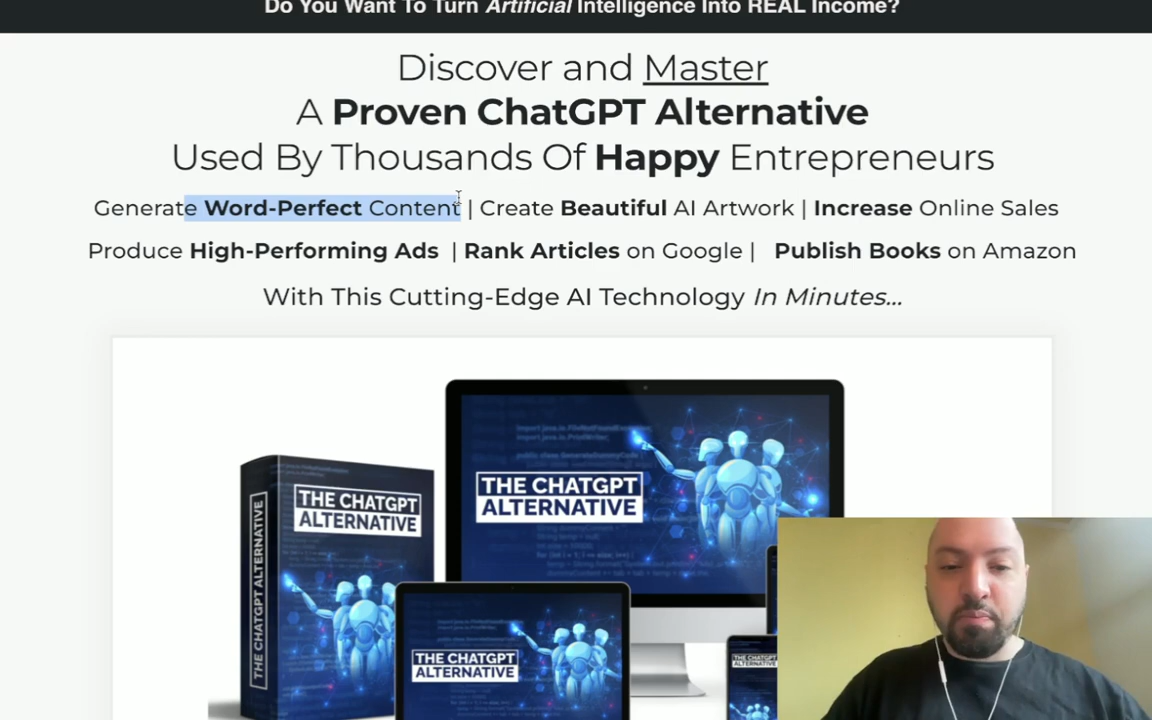 Do You Want To Turn Artificial Intelligence Into REAL Income?
Discover and Master
A Proven ChatGPT Alternative
Used By Thousands Of Happy Entrepreneurs
Generate Word-Perfect Content | Create Beautiful AI Artwork | Increase Online Sales
Produce High-Performing Ads | Rank Articles on Google | Publish Books on Amazon
With This Cutting-Edge AI Technology In Minutes...
THE CHATGPT
ALTERNATIVE
THE CHATGPT
ALTERNATIVE
THE CHATGPT ALTERNATIVE
THE CHATGPT
ALTERNATIVE
THE CHATGPT
ALTERNATIVE